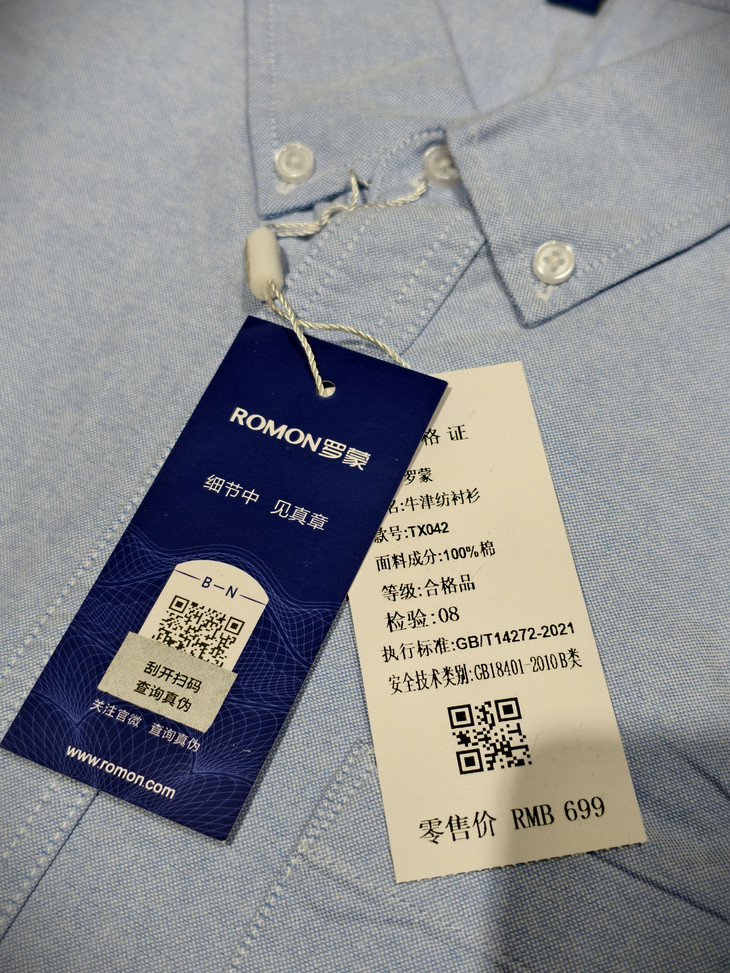 ROMON罗蒙
细节中 见真章
B-N
刮开扫码
查询真伪
关注官微 查询真伪
www.romon.com
格 证
罗蒙
名:牛津纺衬衫
款号:TX042
面料成分:100%棉
等级:合格品
检验:08
执行标准:GB/T14272-2021
安全技术类别:GB18401-2010B类
零售价 RMB 699